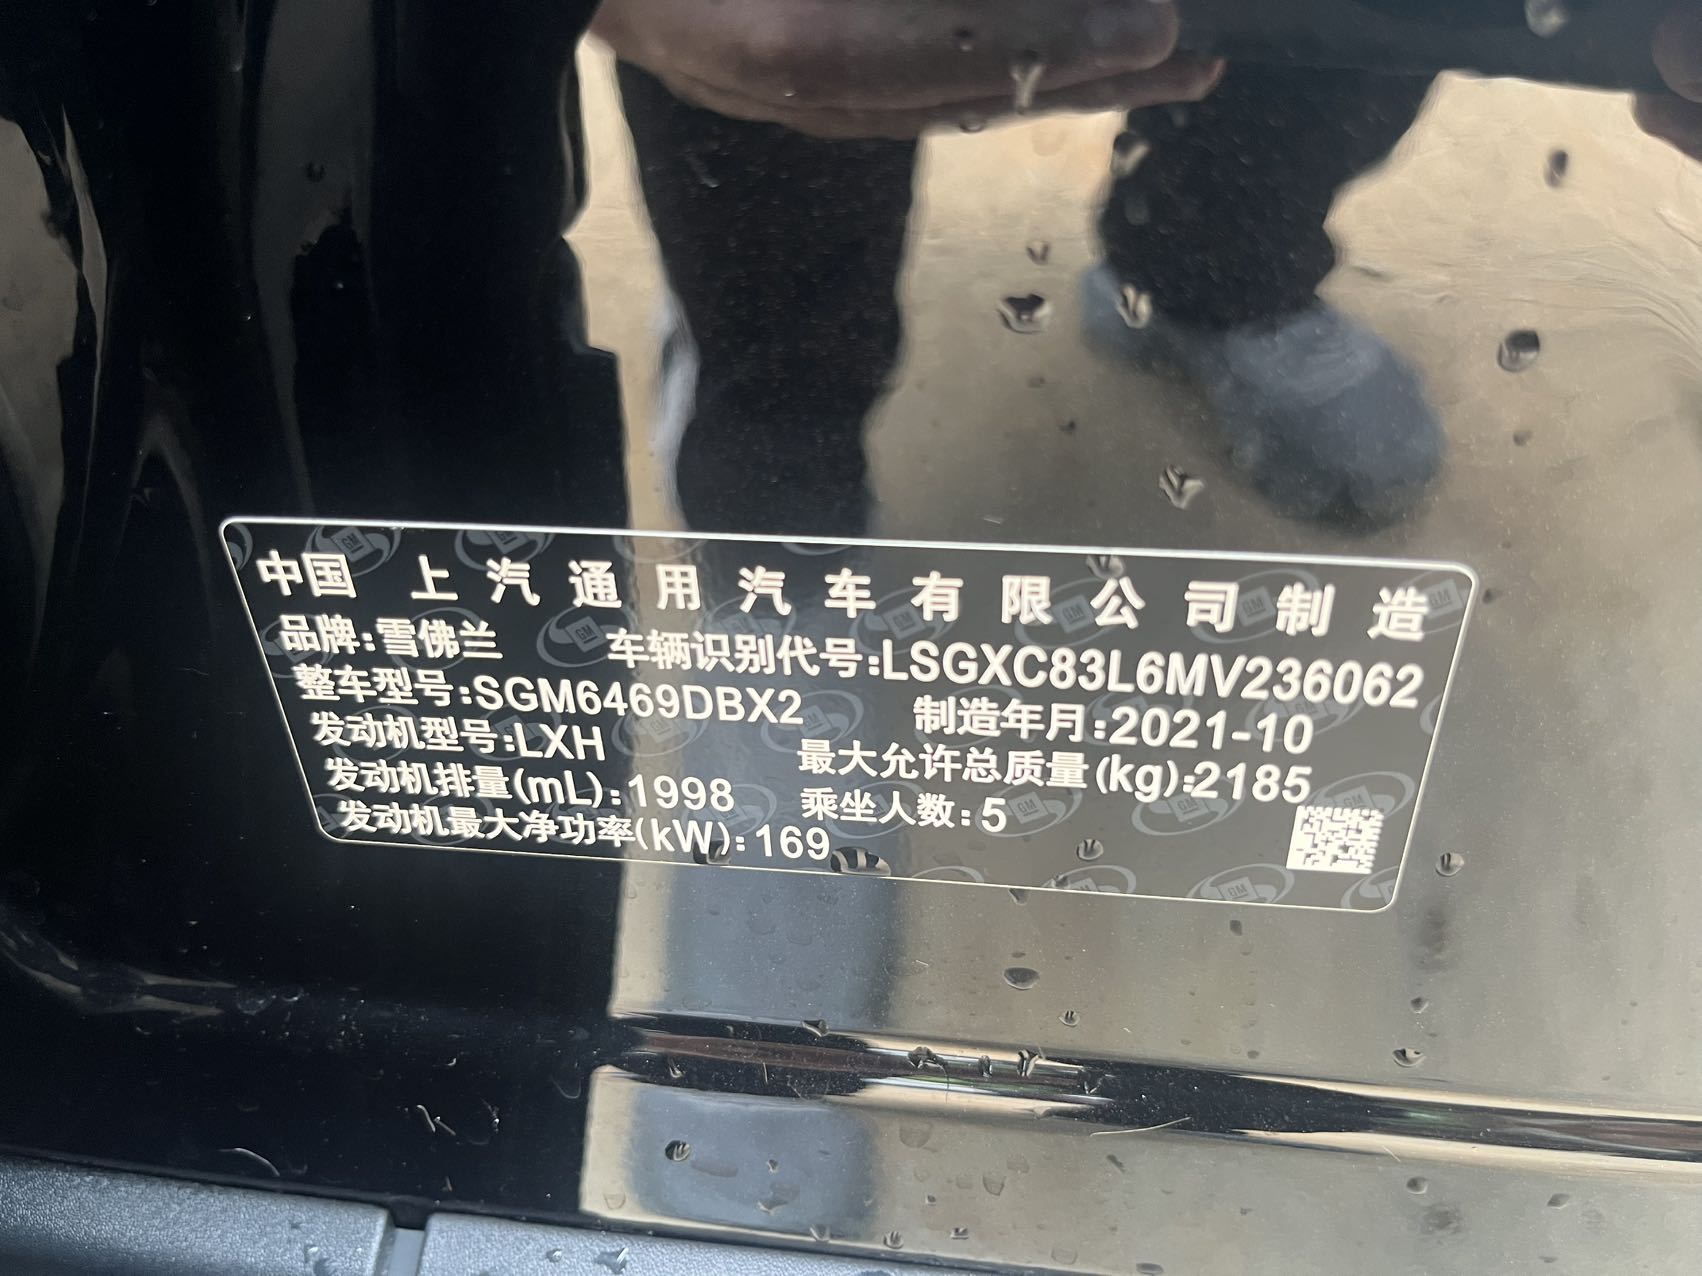 中国 上汽通用汽车有限公司制造
品牌:雪佛兰 车辆识别代号:LSGXC83L6MV236062
整车型号:SGM6469DBX2 制造年月:2021-10
发动机型号:LXH 最大允许总质量(kg):2185
发动机排量(mL):1998 乘坐人数:5
发动机最大净功率(kW):169